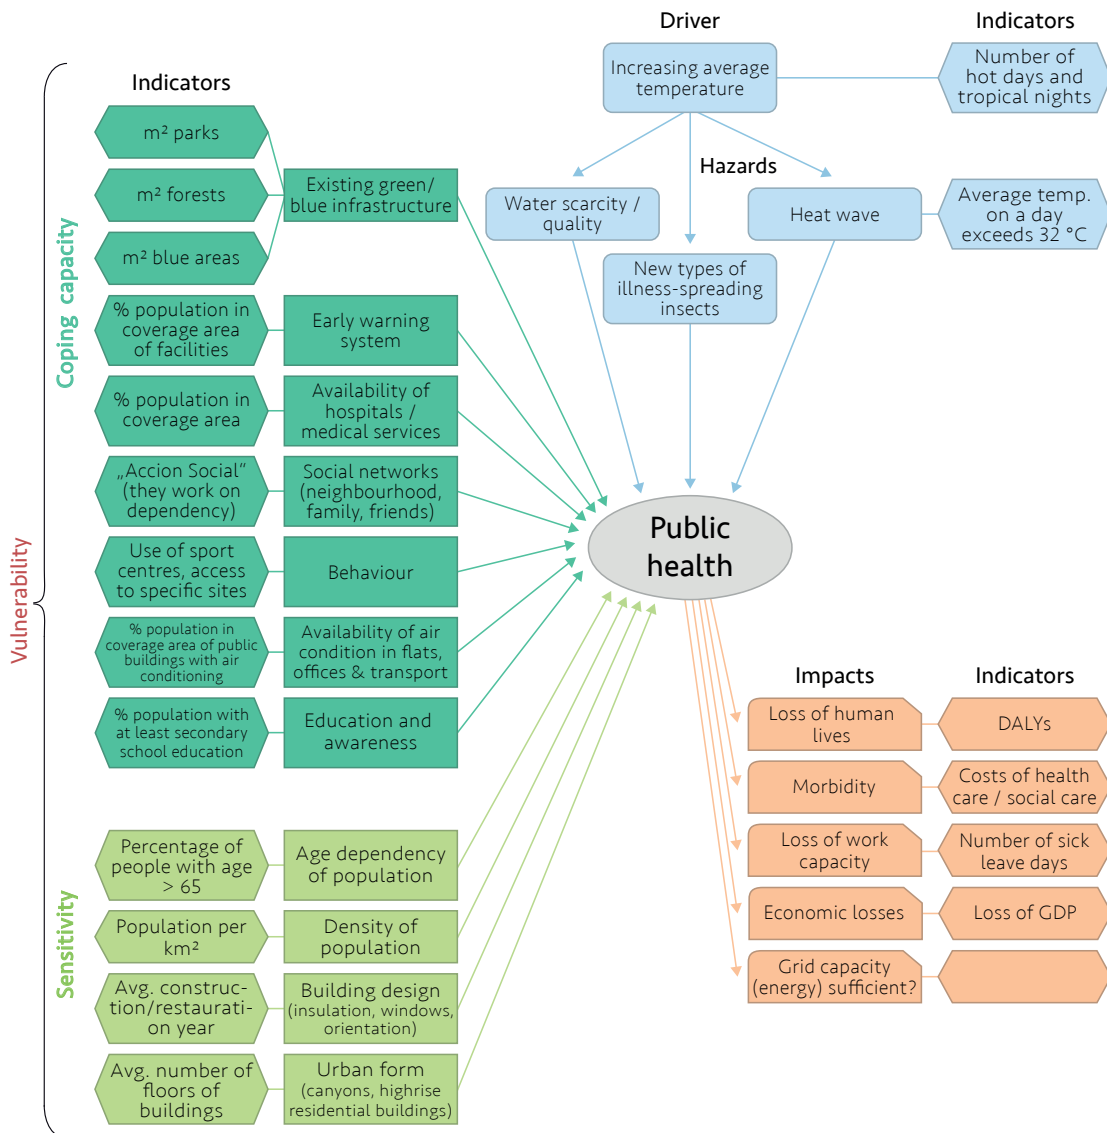 Driver
Indicators
Increasing average
temperature
Number of
hot days and
tropical nights
Hazards
Water scarcity /
quality
Heat wave
Average temp.
on a day
exceeds 32 °C
New types of
illness-spreading
insects
Vulnerability
Coping capacity
Indicators
m² parks
m² forests
m² blue areas
Existing green/
blue infrastructure
% population in
coverage area
of facilities
Early warning
system
% population in
coverage area
Availability of
hospitals /
medical services
„Accion Social“
(they work on
dependency)
Social networks
(neighbourhood,
family, friends)
Use of sport
centres, access
to specific sites
Behaviour
% population in
coverage area of public
buildings with air
conditioning
Availability of air
condition in flats,
offices & transport
% population with
at least secondary
school education
Education and
awareness
Sensitivity
Percentage of
people with age
> 65
Age dependency
of population
Population per
km²
Density of
population
Avg. construc-
tion/restaurati-
on year
Building design
(insulation, windows,
orientation)
Avg. number of
floors of
buildings
Urban form
(canyons, highrise
residential buildings)
Public
health
Impacts
Indicators
Loss of human
lives
DALYs
Morbidity
Costs of health
care / social care
Loss of work
capacity
Number of sick
leave days
Economic losses
Loss of GDP
Grid capacity
(energy) sufficient?